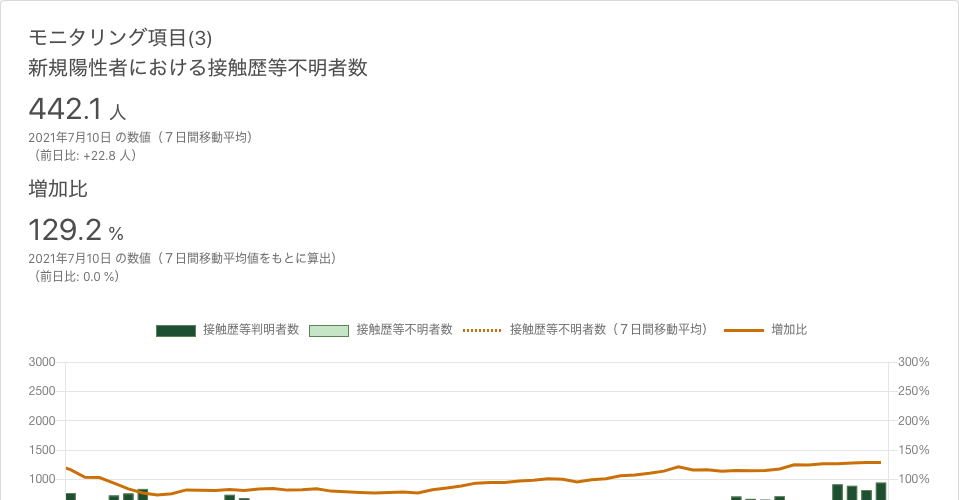 モニタリング項目(3)
新規陽性者における接触歴等不明者数
442.1 人
2021年7月10日 の数値（７日間移動平均）
（前日比: +22.8 人）
増加比
129.2 %
2021年7月10日 の数値（７日間移動平均値をもとに算出）
（前日比: 0.0 %）
接触歴等判明者数 接触歴等不明者数 接触歴等不明者数（７日間移動平均） 増加比
3000 300%
2500 250%
2000 200%
1500 150%
1000 100%